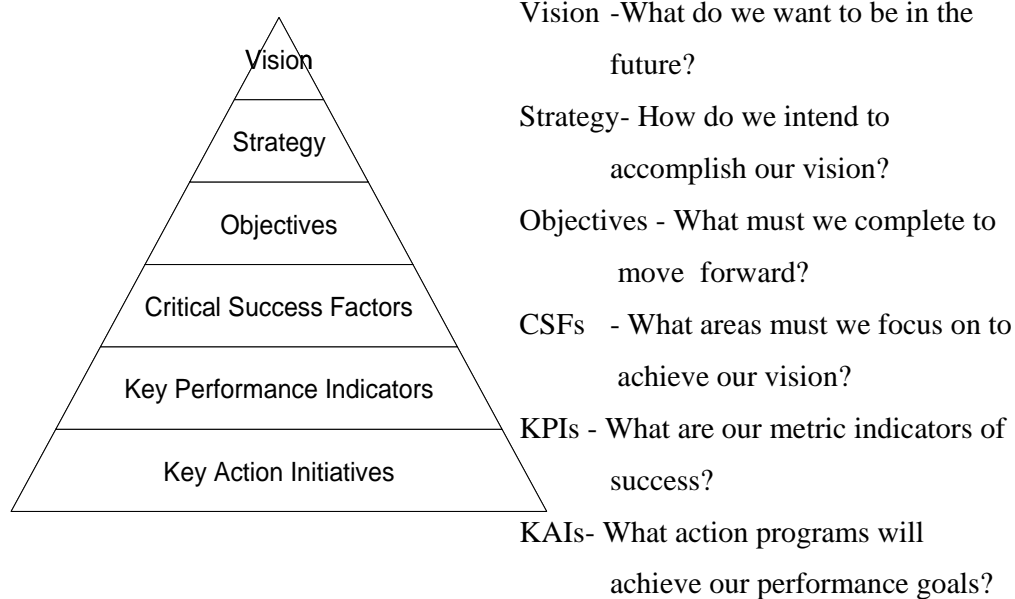 Vision
Strategy
Objectives
Critical Success Factors
Key Performance Indicators
Key Action Initiatives
Vision -What do we want to be in the
future?
Strategy- How do we intend to
accomplish our vision?
Objectives - What must we complete to
move forward?
CSFs - What areas must we focus on to
achieve our vision?
KPIs - What are our metric indicators of
success?
KAIs- What action programs will
achieve our performance goals?